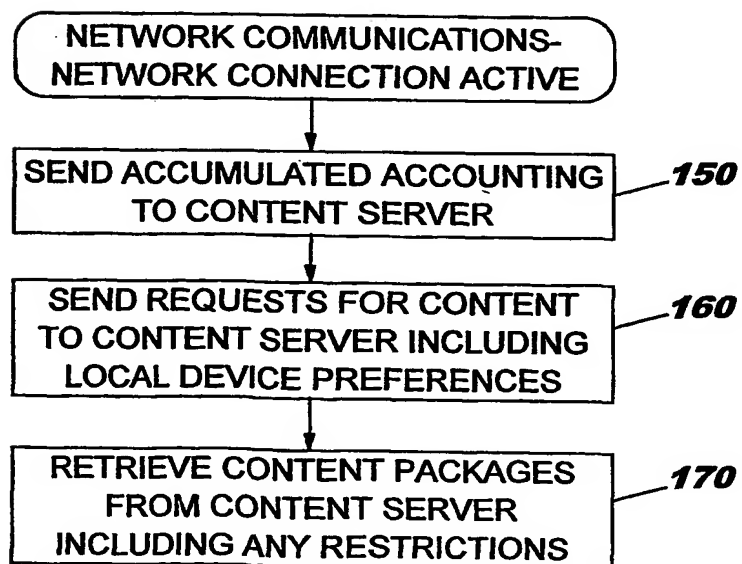 NETWORK COMMUNICATIONS-
NETWORK CONNECTION ACTIVE
SEND ACCUMULATED ACCOUNTING
TO CONTENT SERVER
150
SEND REQUESTS FOR CONTENT
TO CONTENT SERVER INCLUDING
LOCAL DEVICE PREFERENCES
160
RETRIEVE CONTENT PACKAGES
FROM CONTENT SERVER
INCLUDING ANY RESTRICTIONS
170